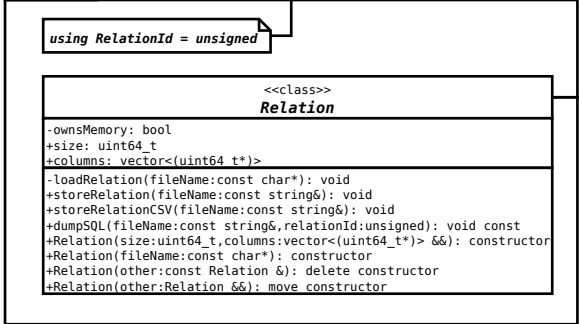 using RelationId = unsigned
<<class>>
Relation
-ownsMemory: bool
+size: uint64_t
+columns: vector<(uint64_t*)>
-loadRelation(fileName:const char*): void
+storeRelation(fileName:const string&): void
+storeRelationCSV(fileName:const string&): void
+dumpSQL(fileName:const string&,relationId:unsigned): void const
+Relation(size:uint64_t,columns:vector<(uint64_t*)> &&): constructor
+Relation(fileName:const char*): constructor
+Relation(other:const Relation &): delete constructor
+Relation(other:Relation &&): move constructor